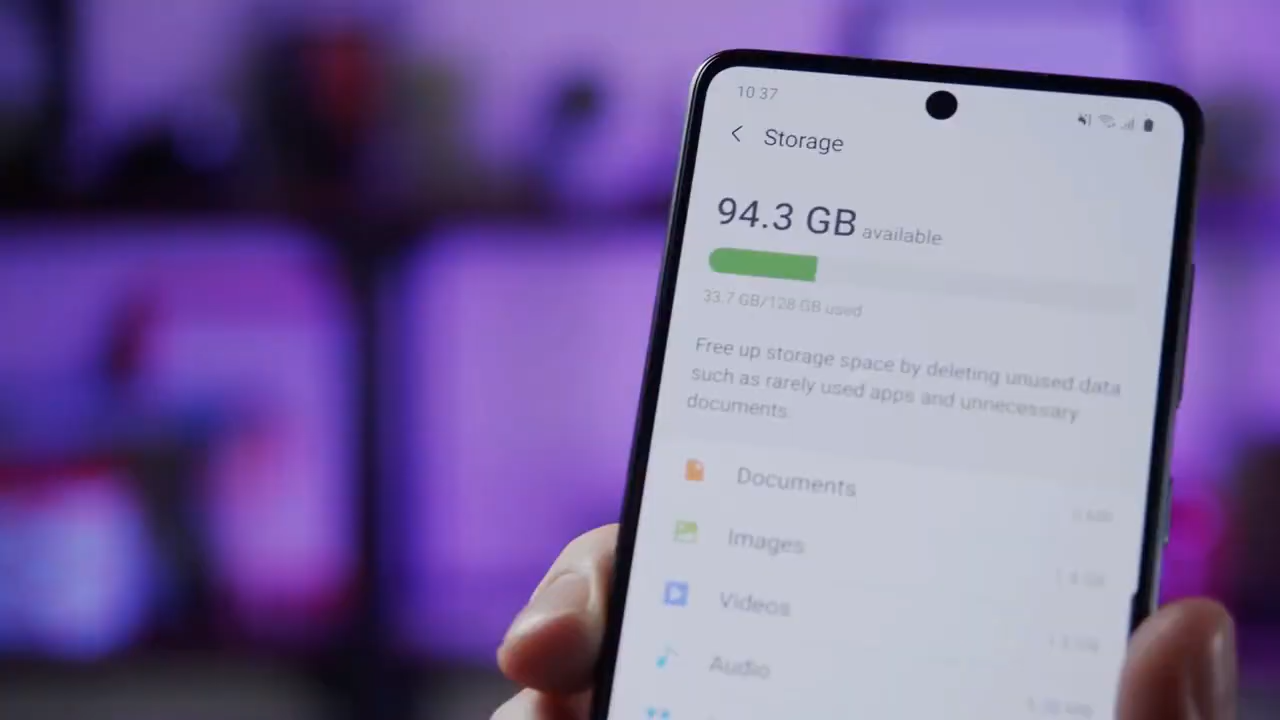 10 37
Storage
94.3 GB available
33.7 GB/128 GB used
Free up storage space by deleting unused data
such as rarely used apps and unnecessary
documents.
Documents
Images
Videos
Audio